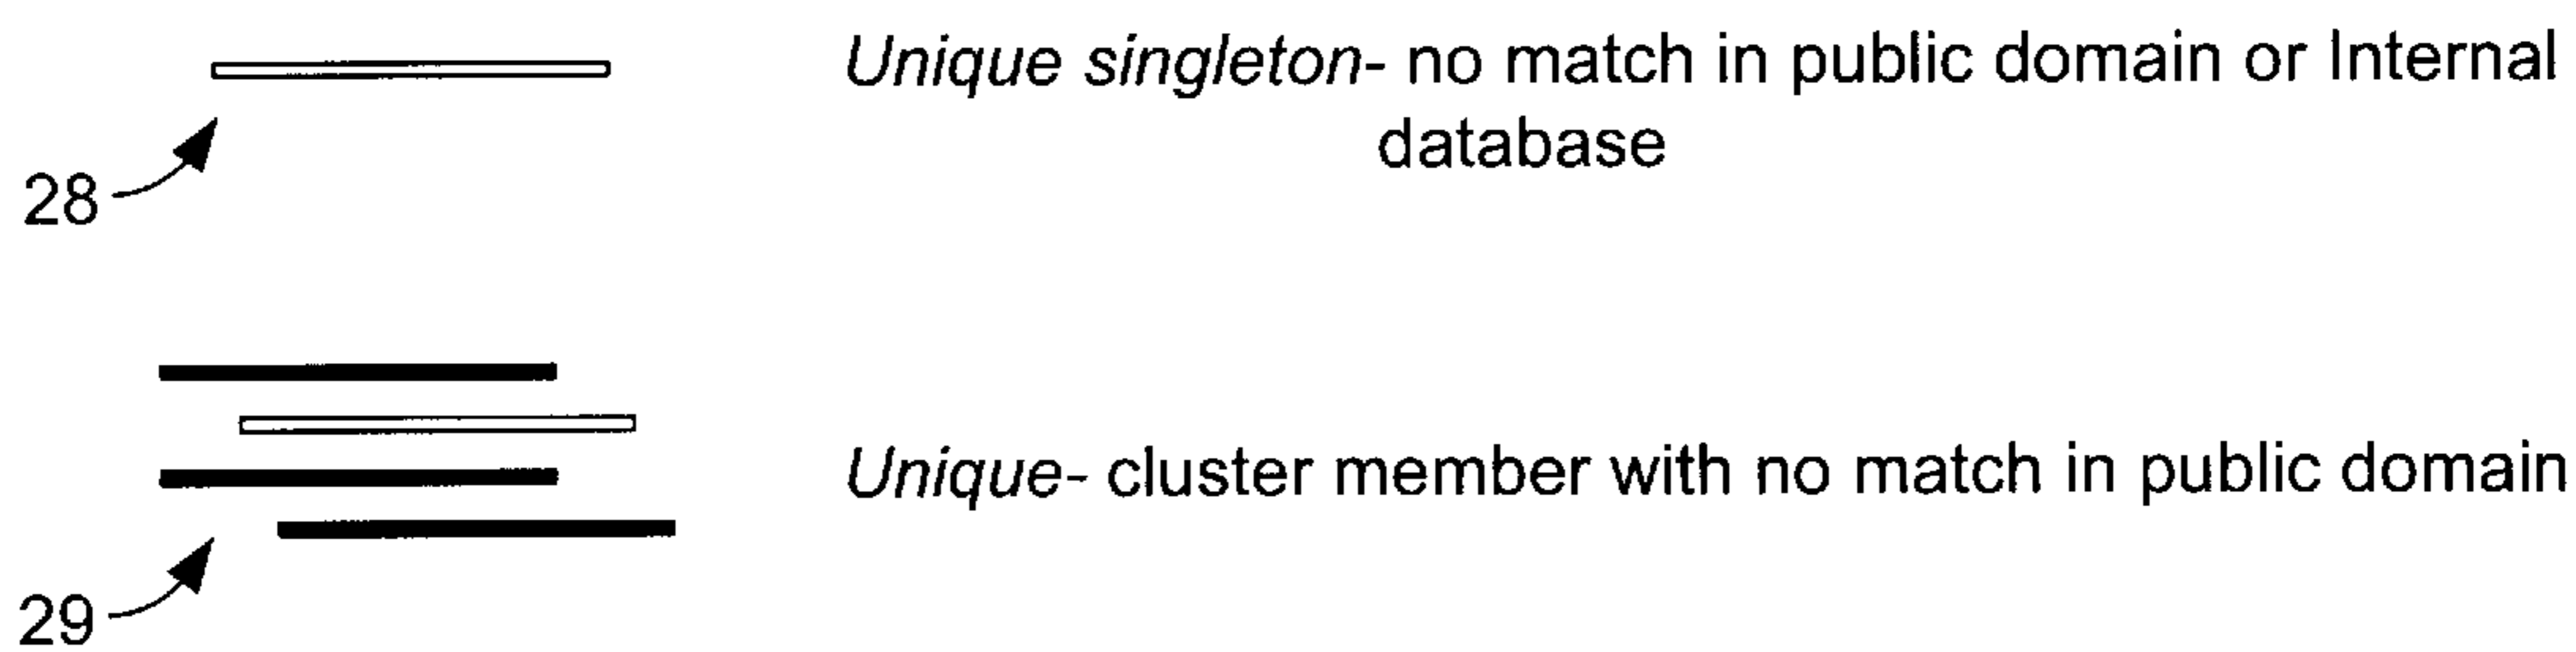 Unique singleton- no match in public domain or Internal
database
28
Unique- cluster member with no match in public domain
29